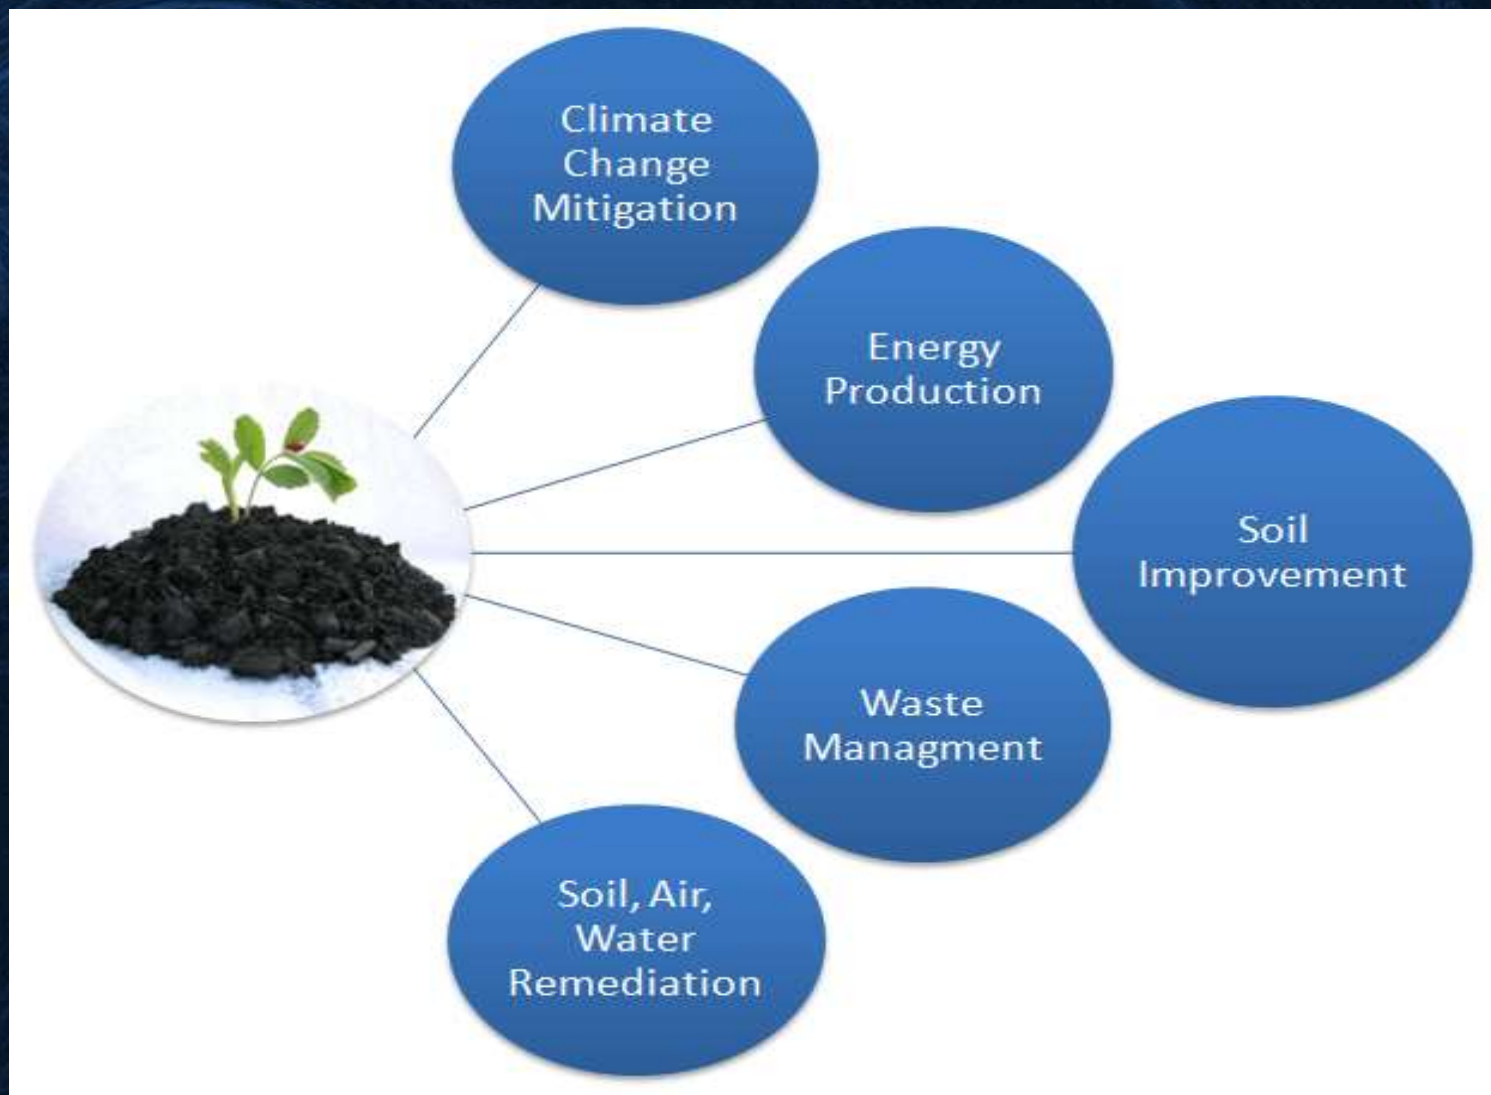 Climate
Change
Mitigation
Energy
Production
Soil
Improvement
Waste
Managment
Soil, Air,
Water
Remediation